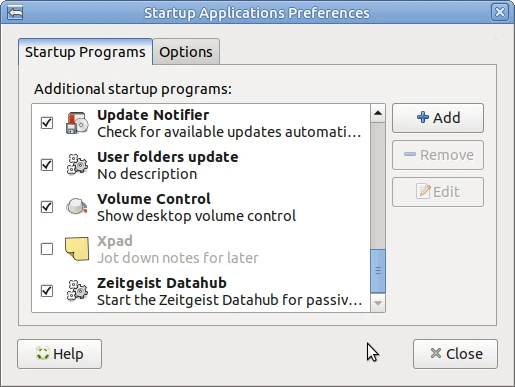 Startup Applications Preferences
Startup Programs
Options
Additional startup programs:
Update Notifier
Check for available updates automati...
User folders update
No description
Volume Control
Show desktop volume control
Xpad
Jot down notes for later
Zeitgeist Datahub
Start the Zeitgeist Datahub for passiv...
Add
Remove
Edit
Help
Close